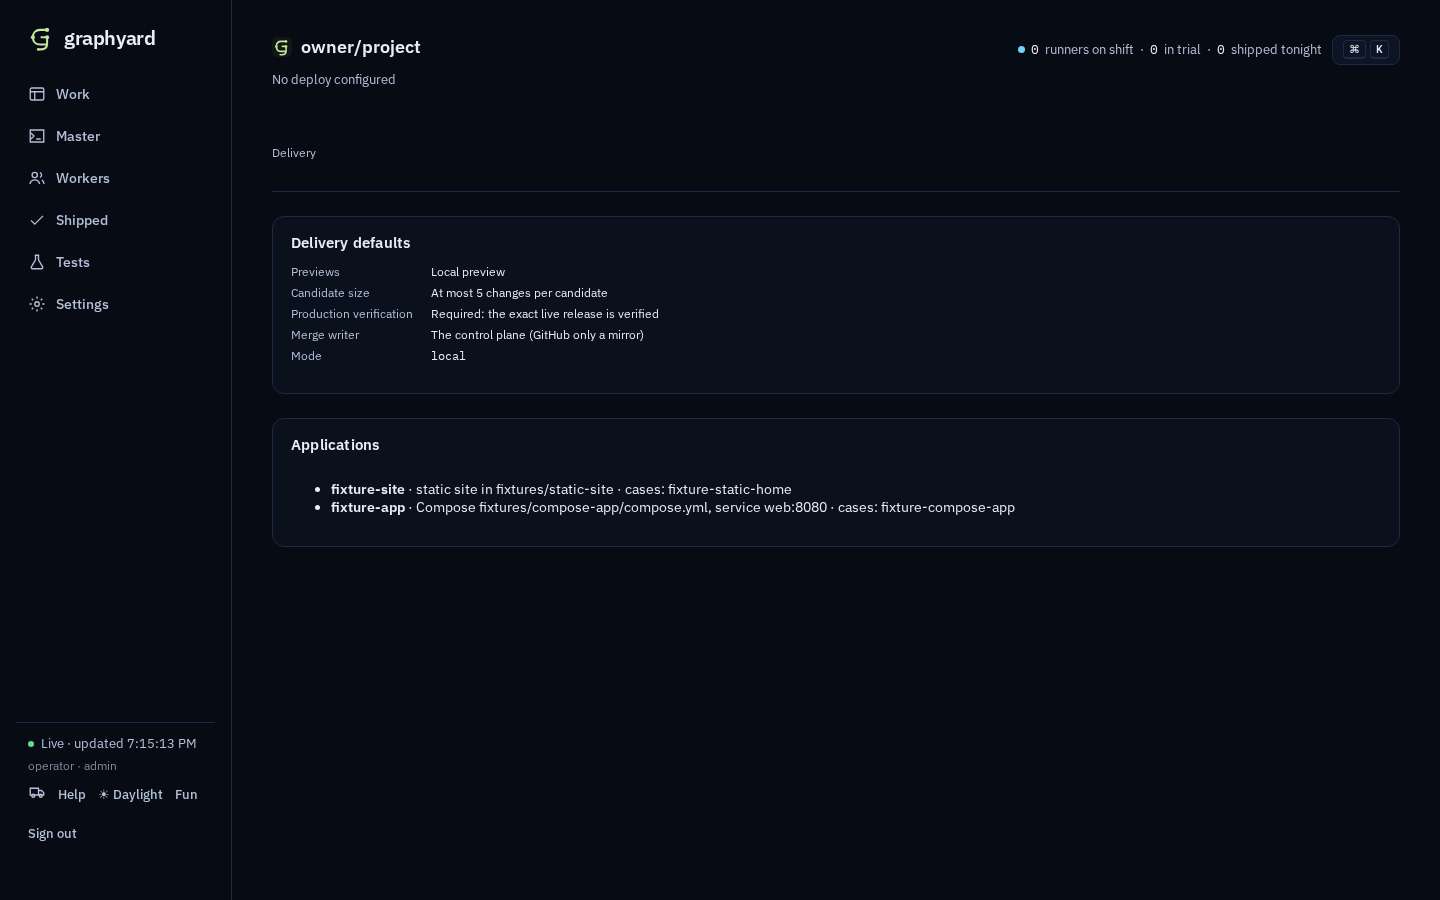 graphyard
Work
Master
Workers
Shipped
Tests
Settings
Live · updated 7:15:13 PM
operator · admin
Help ☀ Daylight Fun
Sign out
owner/project
No deploy configured
0 runners on shift · 0 in trial · 0 shipped tonight ⌘ K
Delivery
Delivery defaults
Previews Local preview
Candidate size At most 5 changes per candidate
Production verification Required: the exact live release is verified
Merge writer The control plane (GitHub only a mirror)
Mode local
Applications
• fixture-site · static site in fixtures/static-site · cases: fixture-static-home
• fixture-app · Compose fixtures/compose-app/compose.yml, service web:8080 · cases: fixture-compose-app